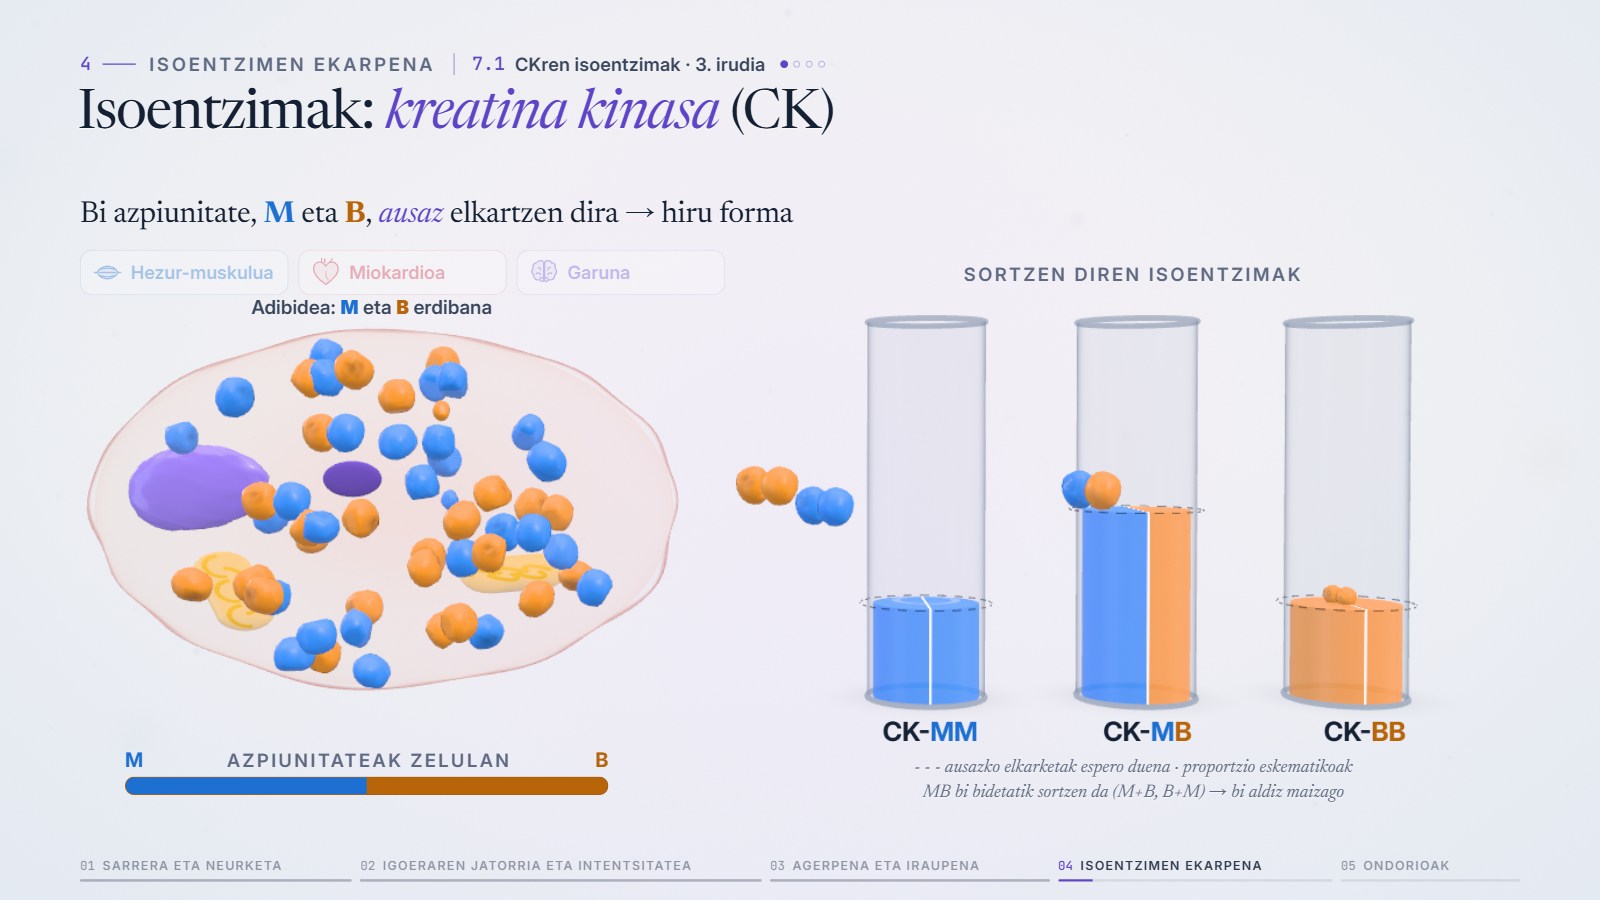 4 — ISOENTZIMEN EKARPENA | 7.1 CKren isoentzimak · 3. irudia
Isoentzimak: kreatina kinasa (CK)
Bi azpiunitate, M eta B, ausaz elkartzen dira → hiru forma
Hezur-muskulua Miokardioa Garuna
Adibidea: M eta B erdibana
SORTZEN DIREN ISOENTZIMAK
CK-MM CK-MB CK-BB
M AZPIUNITATEAK ZELULAN B
- - - ausazko elkarketak espero duena · proportzio eskematikoak
MB bi bidetatik sortzen da (M+B, B+M) → bi aldiz maizago
01 SARRERA ETA NEURKETA 02 IGOERAREN JATORRIA ETA INTENTSITATEA 03 AGERPENA ETA IRAUPENA 04 ISOENTZIMEN EKARPENA 05 ONDORIOAK